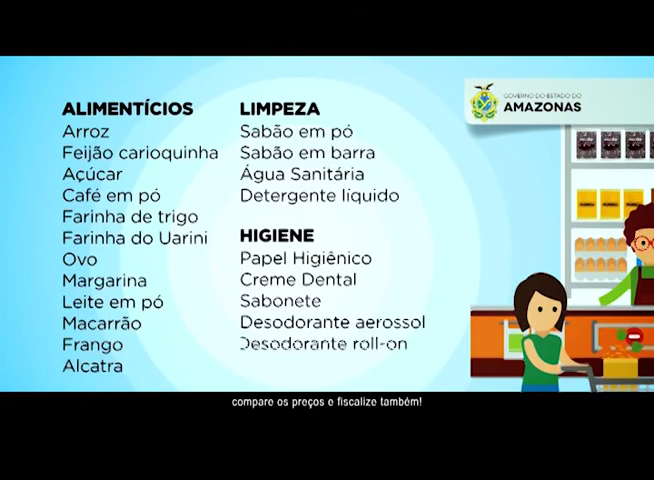 ALIMENTÍCIOS
Arroz
Feijão carioquinha
Açúcar
Café em pó
Farinha de trigo
Farinha do Uarini
Ovo
Margarina
Leite em pó
Macarrão
Frango
Alcatra
LIMPEZA
Sabão em pó
Sabão em barra
Água Sanitária
Detergente líquido
HIGIENE
Papel Higiênico
Creme Dental
Sabonete
Desodorante aerossol
Desodorante roll-on
GOVERNO DO ESTADO DO
AMAZONAS
compare os preços e fiscalize também!